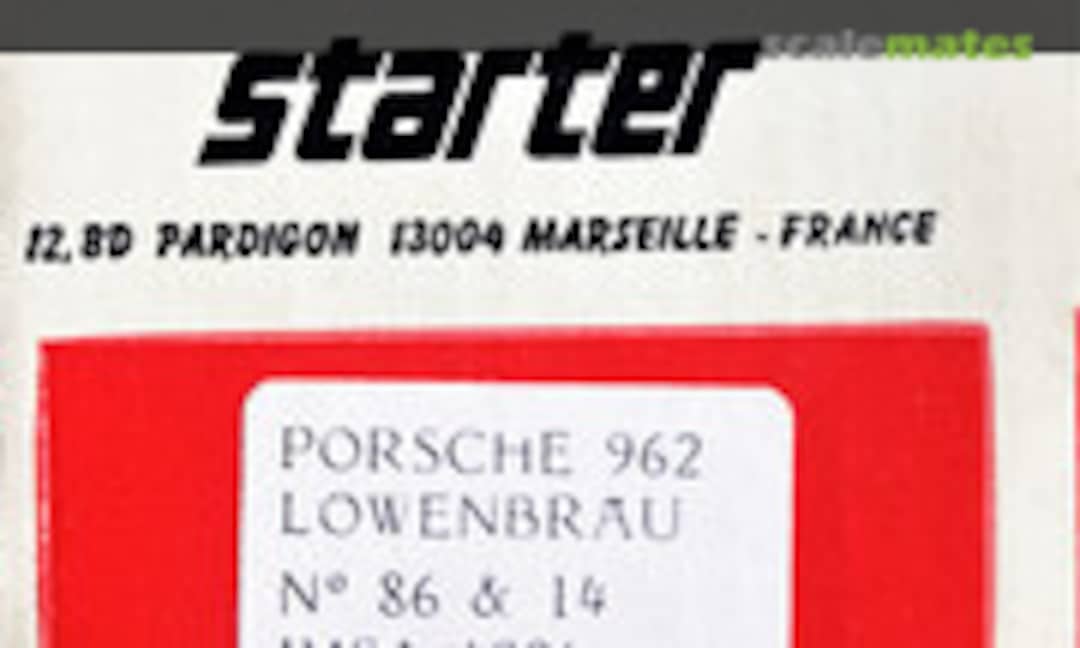 scalemates
starter
12, BD PARDIGON 13004 MARSEILLE - FRANCE
PORSCHE 962
LOWENBRAU
N° 86 & 14